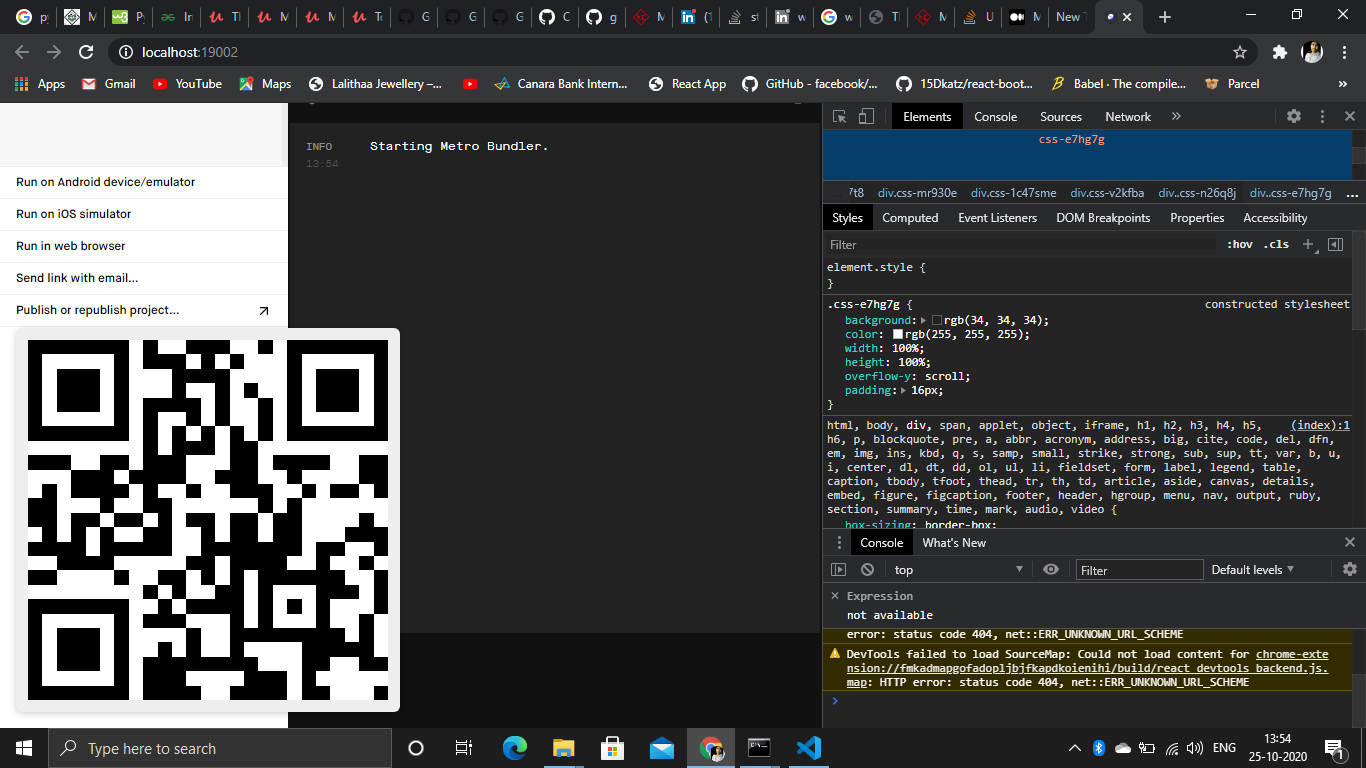 py
M
Py
In
Tl
M
M
To
G
G
G
C
g
M
(1
st
w
w
Tl
M
U
M
New T
localhost:19002
Apps
Gmail
YouTube
Maps
Lalithaa Jewellery –...
Canara Bank Intern...
React App
GitHub - facebook/...
15Dkatz/react-boot...
Babel · The compile...
Parcel
»
Run on Android device/emulator
Run on iOS simulator
Run in web browser
Send link with email...
Publish or republish project...
INFO
13:54
Starting Metro Bundler.
Elements
Console
Sources
Network
»
css-e7hg7g
7t8 div.css-mr930e div.css-1c47sme div.css-v2kfba div..css-n26q8j div..css-e7hg7g ...
Styles
Computed
Event Listeners
DOM Breakpoints
Properties
Accessibility
Filter
:hov .cls +
element.style {
}
.css-e7hg7g { constructed stylesheet
background: rgb(34, 34, 34);
color: rgb(255, 255, 255);
width: 100%;
height: 100%;
overflow-y: scroll;
padding: 16px;
}
html, body, div, span, applet, object, iframe, h1, h2, h3, h4, h5, (index):1
h6, p, blockquote, pre, a, abbr, acronym, address, big, cite, code, del, dfn,
em, img, ins, kbd, q, s, samp, small, strike, strong, sub, sup, tt, var, b, u,
i, center, dl, dt, dd, ol, ul, li, fieldset, form, label, legend, table,
caption, tbody, tfoot, thead, tr, th, td, article, aside, canvas, details,
embed, figure, figcaption, footer, header, hgroup, menu, nav, output, ruby,
section, summary, time, mark, audio, video {
box-sizing: border-box;
Console
What's New
top
Filter
Default levels
Expression
not available
error: status code 404, net::ERR_UNKNOWN_URL_SCHEME
DevTools failed to load SourceMap: Could not load content for chrome-exte
nsion://fmkadmapgofadopljbjfkapdkoienihi/build/react_devtools_backend.js.
map: HTTP error: status code 404, net::ERR_UNKNOWN_URL_SCHEME
Type here to search
ENG
13:54
25-10-2020
1